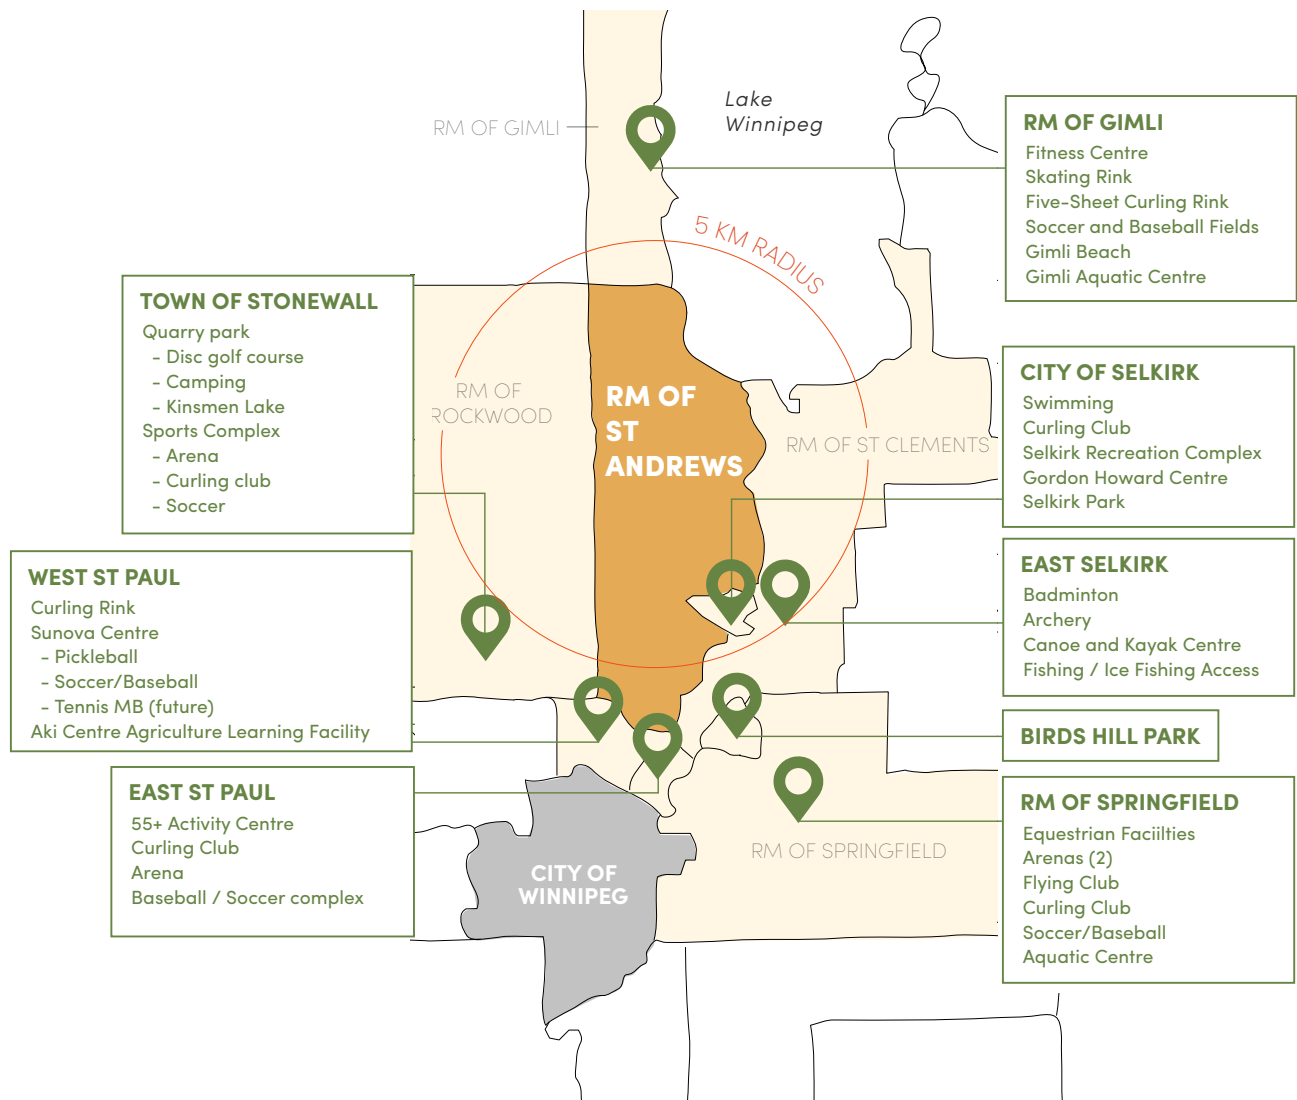 RM OF GIMLI
Lake
Winnipeg
5 KM RADIUS
RM OF
ROCKWOOD
RM OF
ST
ANDREWS
RM OF ST CLEMENTS
RM OF SPRINGFIELD
CITY OF
WINNIPEG
TOWN OF STONEWALL
Quarry park
- Disc golf course
- Camping
- Kinsmen Lake
Sports Complex
- Arena
- Curling club
- Soccer
WEST ST PAUL
Curling Rink
Sunova Centre
- Pickleball
- Soccer/Baseball
- Tennis MB (future)
Aki Centre Agriculture Learning Facility
EAST ST PAUL
55+ Activity Centre
Curling Club
Arena
Baseball / Soccer complex
RM OF GIMLI
Fitness Centre
Skating Rink
Five-Sheet Curling Rink
Soccer and Baseball Fields
Gimli Beach
Gimli Aquatic Centre
CITY OF SELKIRK
Swimming
Curling Club
Selkirk Recreation Complex
Gordon Howard Centre
Selkirk Park
EAST SELKIRK
Badminton
Archery
Canoe and Kayak Centre
Fishing / Ice Fishing Access
BIRDS HILL PARK
RM OF SPRINGFIELD
Equestrian Faciilties
Arenas (2)
Flying Club
Curling Club
Soccer/Baseball
Aquatic Centre